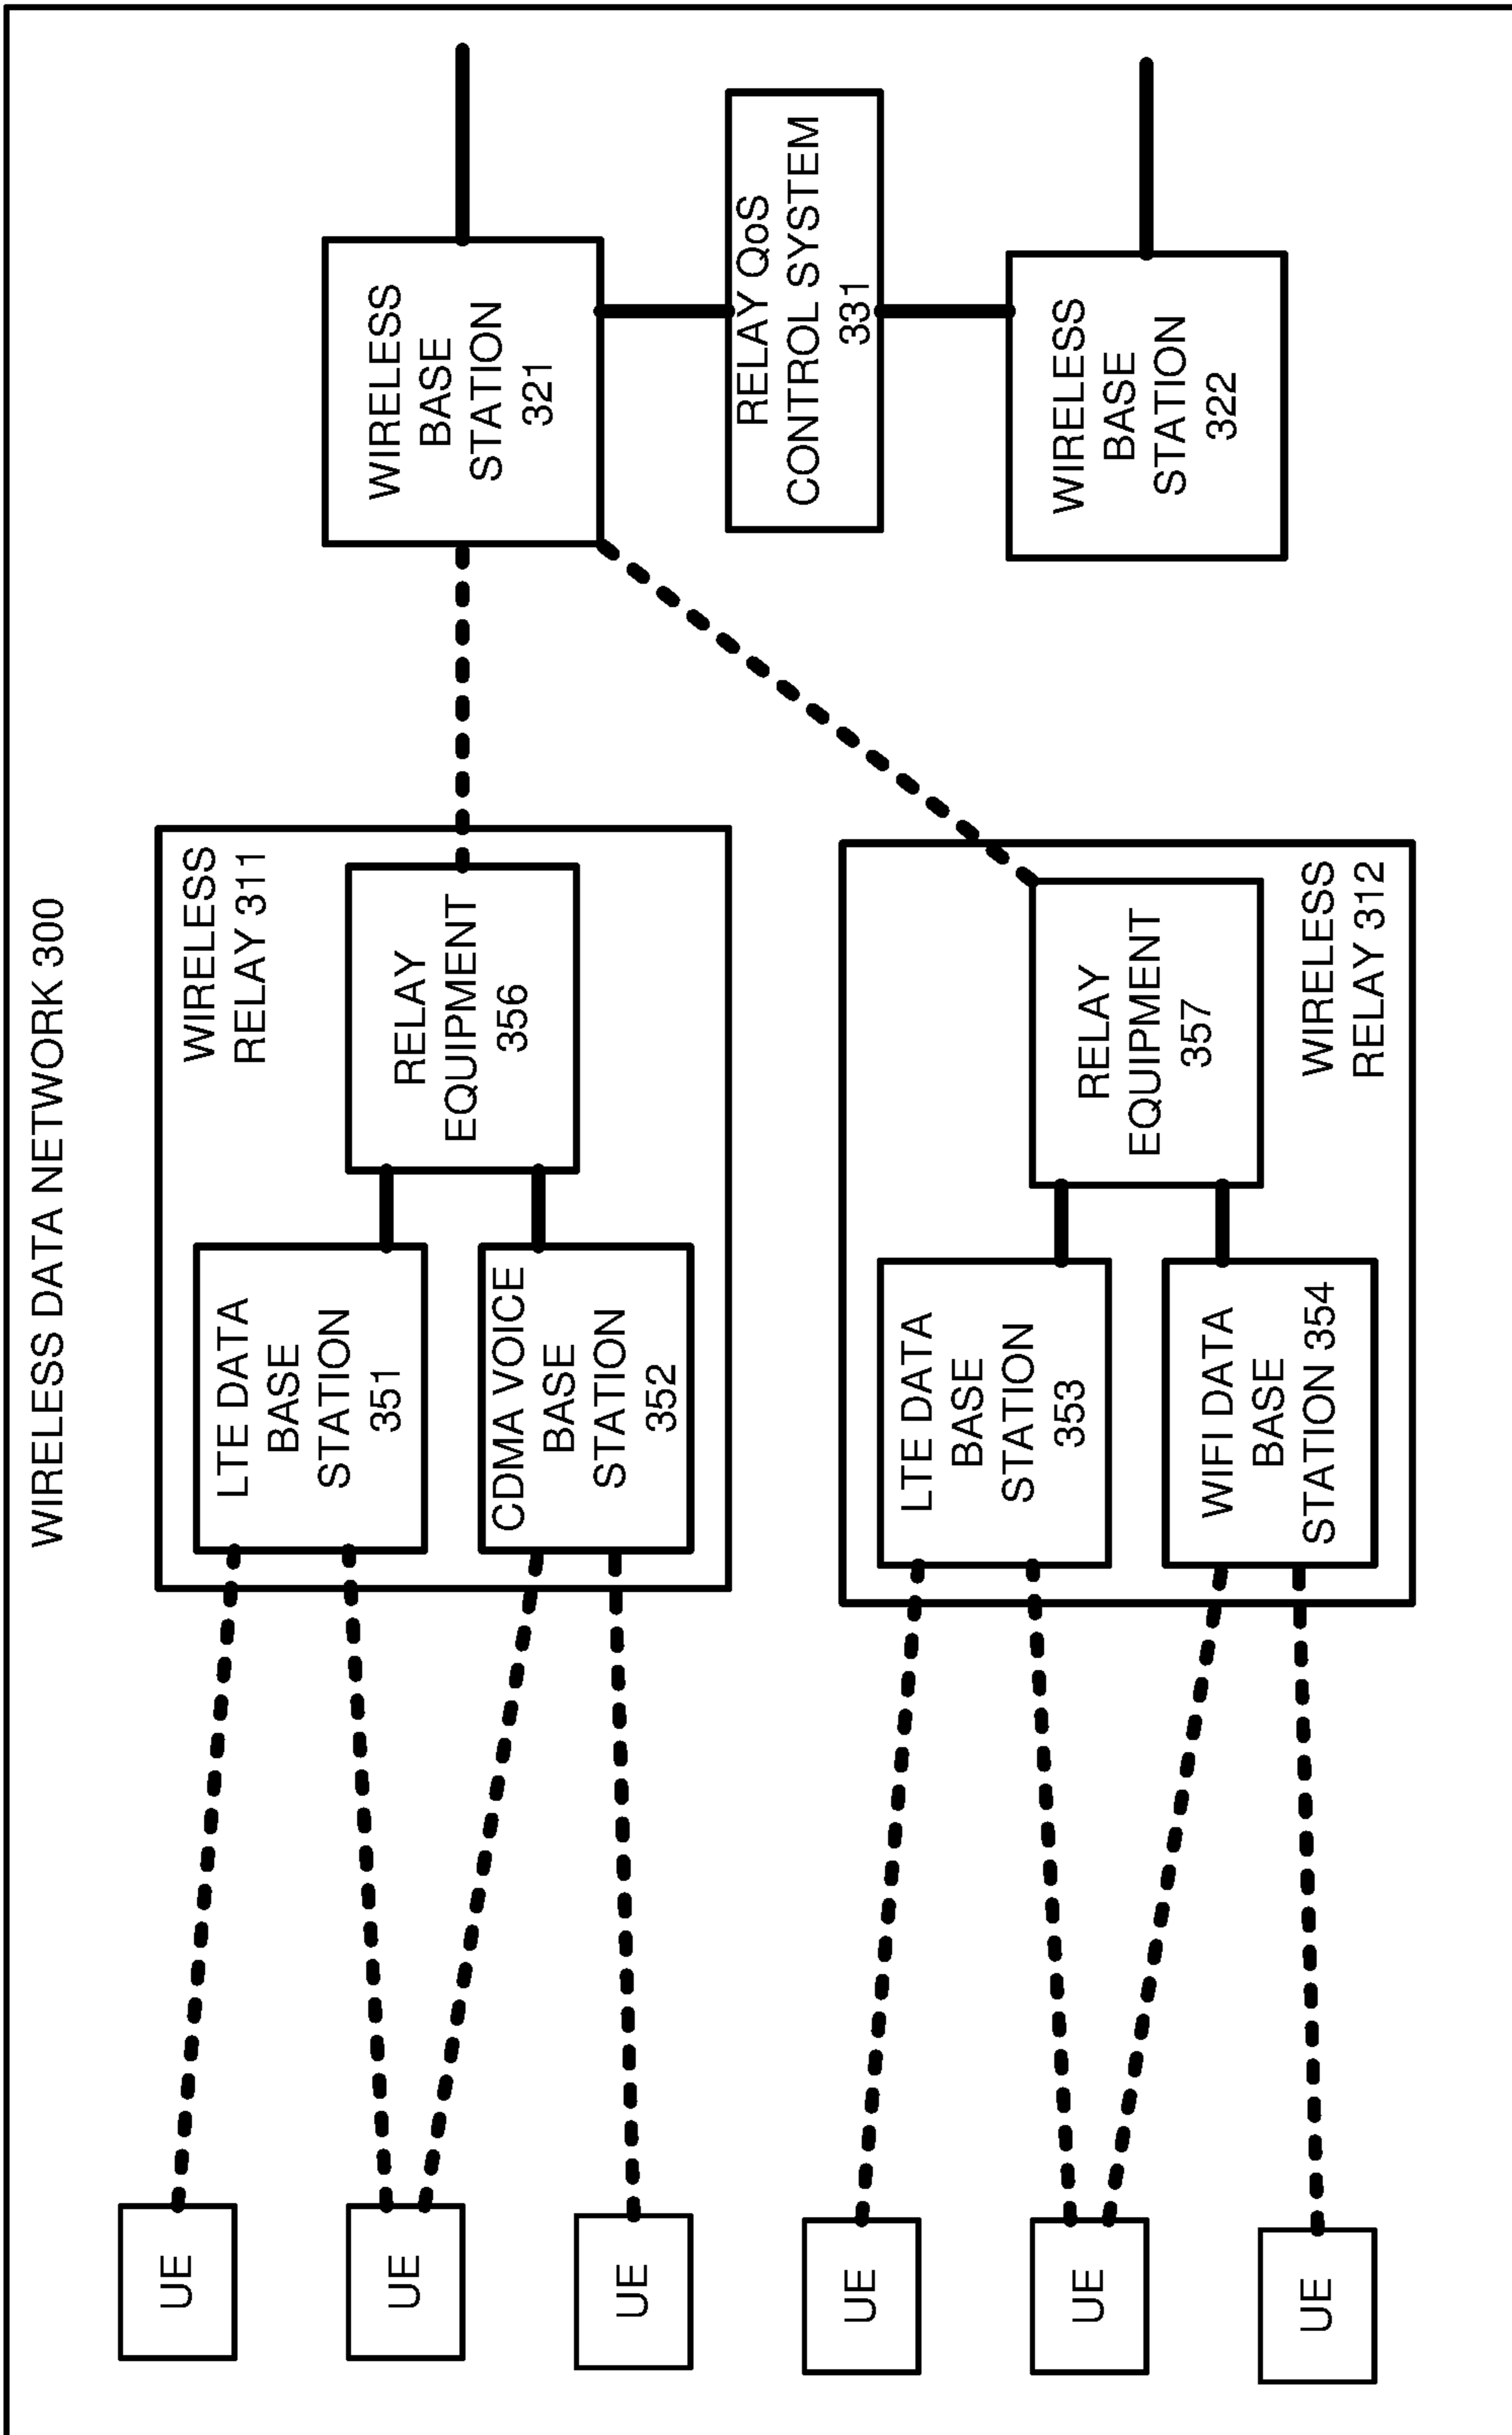 WIRELESS DATA NETWORK 300
UE
UE
UE
UE
UE
UE
LTE DATA
BASE
STATION
351
CDMA VOICE
BASE
STATION
352
RELAY
EQUIPMENT
356
WIRELESS
RELAY 311
LTE DATA
BASE
STATION
353
WIFI DATA
BASE
STATION 354
RELAY
EQUIPMENT
357
WIRELESS
RELAY 312
WIRELESS
BASE
STATION
321
RELAY QoS
CONTROL SYSTEM
331
WIRELESS
BASE
STATION
322